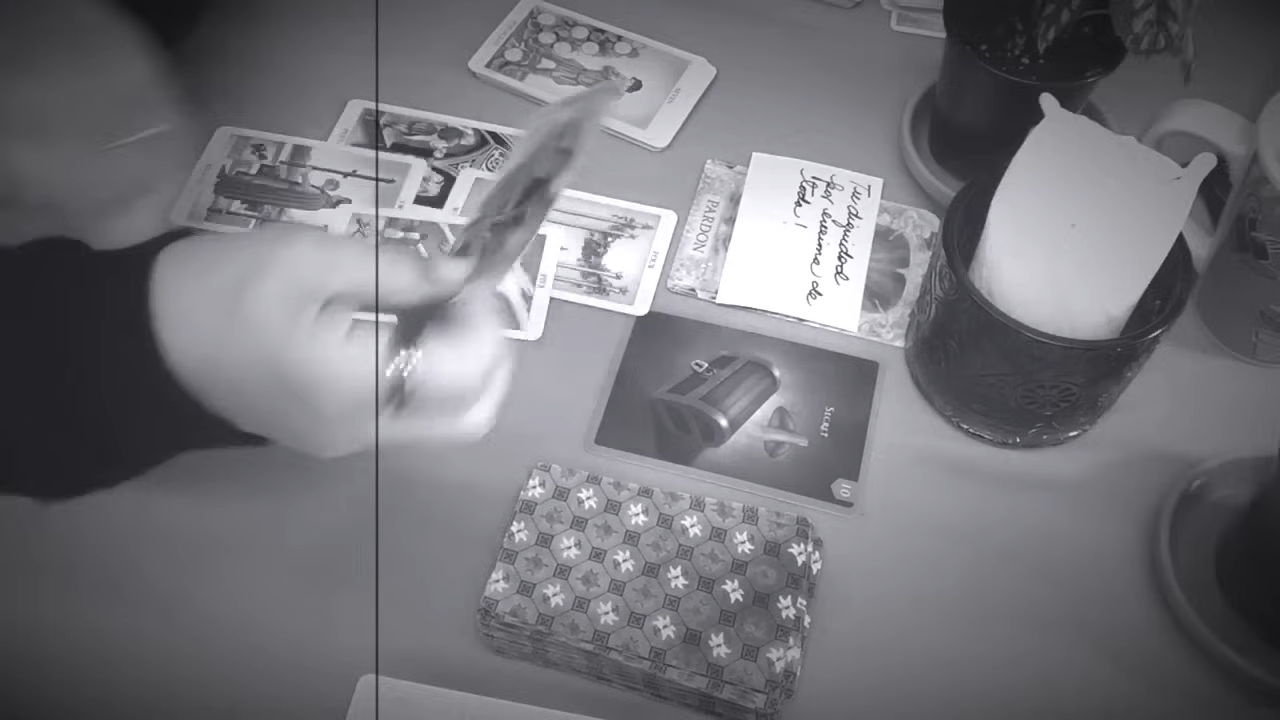 PARDON
Tu dignidad
por encima de
todo!
SECRET
10